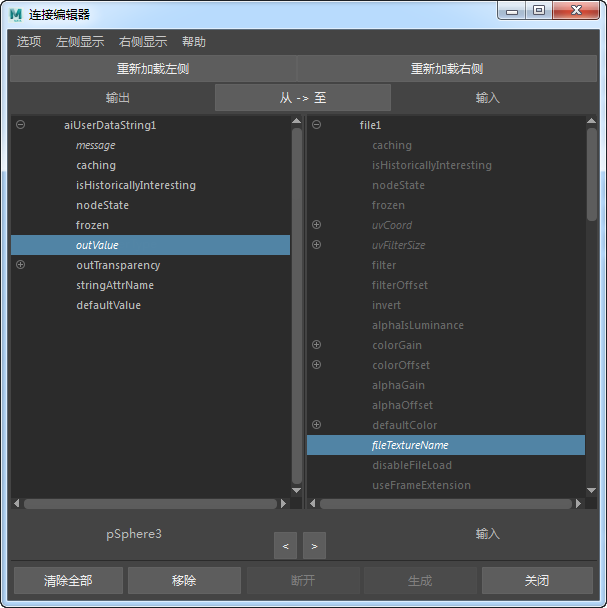 连接编辑器
选项 左侧显示 右侧显示 帮助
重新加载左侧 重新加载右侧
输出 从 -> 至 输入
aiUserDataString1
message
caching
isHistoricallyInteresting
nodeState
frozen
outValue
outTransparency
stringAttrName
defaultValue
file1
caching
isHistoricallyInteresting
nodeState
frozen
uvCoord
uvFilterSize
filter
filterOffset
invert
alphaIsLuminance
colorGain
colorOffset
alphaGain
alphaOffset
defaultColor
fileTextureName
disableFileLoad
useFrameExtension
pSphere3 < > 输入
清除全部 移除 断开 生成 关闭